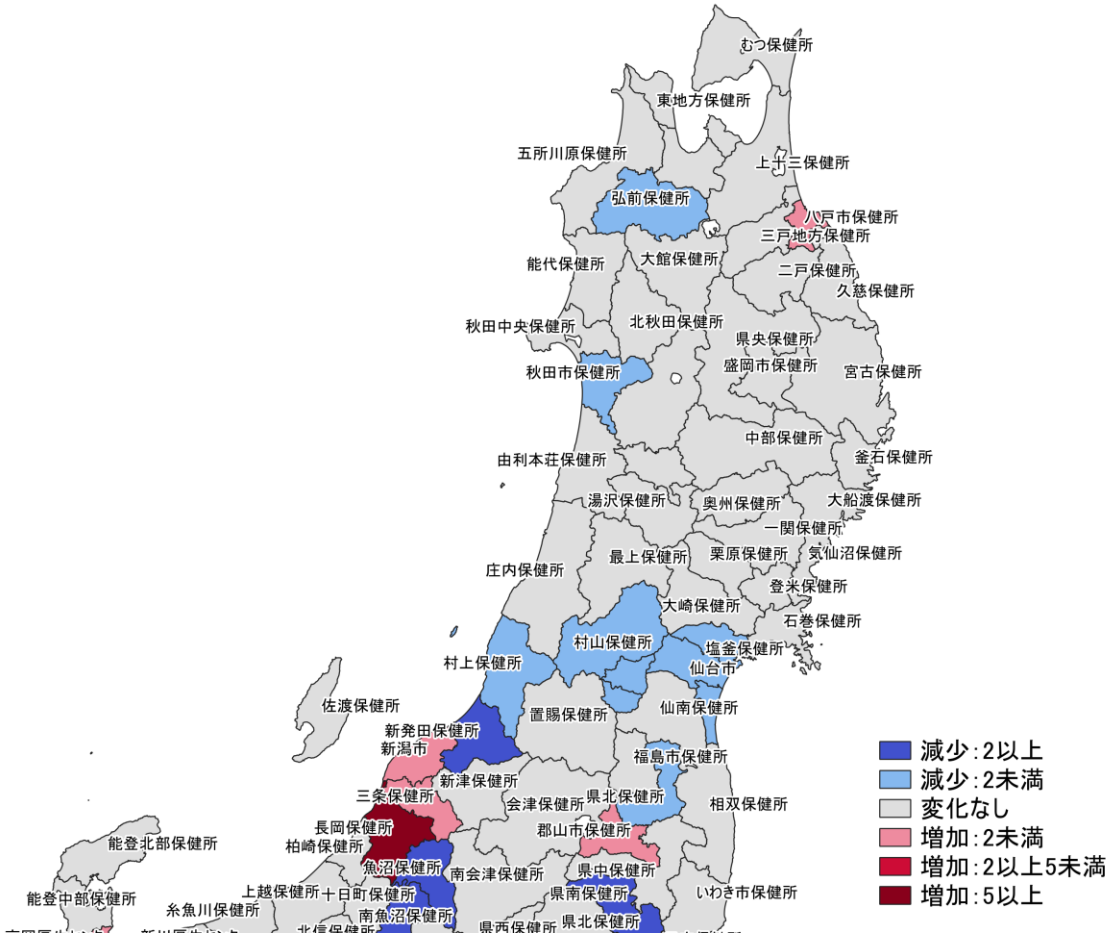 むつ保健所
東地方保健所
五所川原保健所
上十三保健所
弘前保健所
八戸市保健所
三戸地方保健所
能代保健所
大館保健所
二戸保健所
久慈保健所
秋田中央保健所
北秋田保健所
県央保健所
盛岡市保健所
秋田市保健所
宮古保健所
中部保健所
由利本荘保健所
釜石保健所
湯沢保健所
奥州保健所
大船渡保健所
一関保健所
最上保健所
栗原保健所
気仙沼保健所
庄内保健所
登米保健所
大崎保健所
石巻保健所
村山保健所
塩釜保健所
村上保健所
仙台市
佐渡保健所
置賜保健所
仙南保健所
新発田保健所
新潟市
福島市保健所
減少:2以上
新津保健所
減少:2未満
三条保健所
会津保健所
県北保健所
相双保健所
変化なし
長岡保健所
郡山市保健所
増加:2未満
能登北部保健所
柏崎保健所
魚沼保健所
南会津保健所
県中保健所
増加:2以上5未満
能登中部保健所
上越保健所
十日町保健所
県南保健所
いわき市保健所
増加:5以上
糸魚川保健所
南魚沼保健所
県西保健所
県北保健所
北信保健所